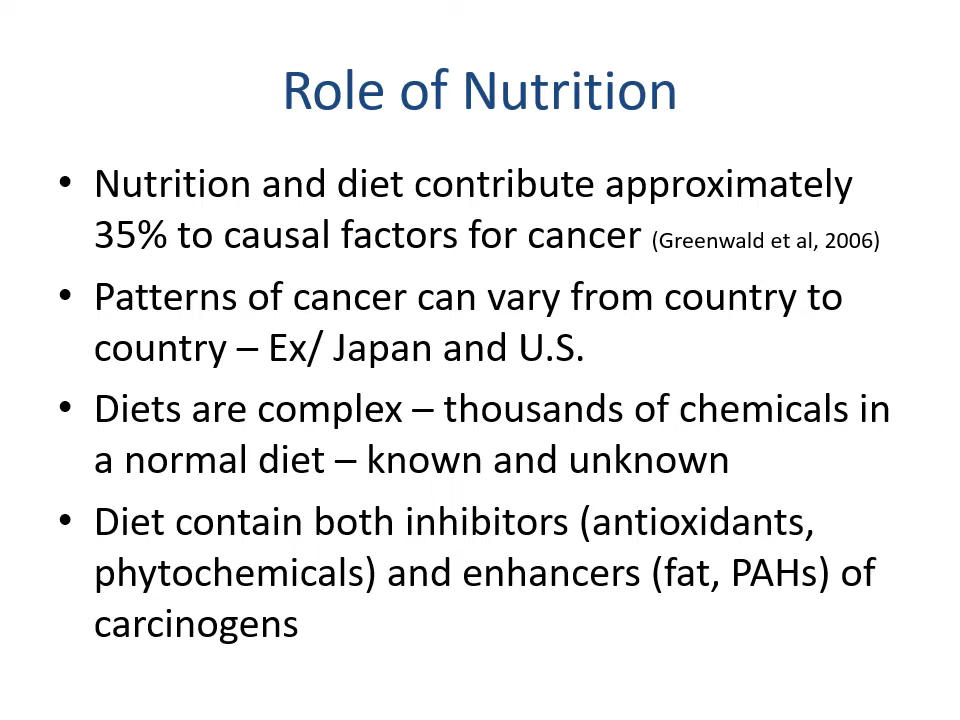 Role of Nutrition
• Nutrition and diet contribute approximately
35% to causal factors for cancer (Greenwald et al, 2006)
• Patterns of cancer can vary from country to
country – Ex/ Japan and U.S.
• Diets are complex – thousands of chemicals in
a normal diet – known and unknown
• Diet contain both inhibitors (antioxidants,
phytochemicals) and enhancers (fat, PAHs) of
carcinogens